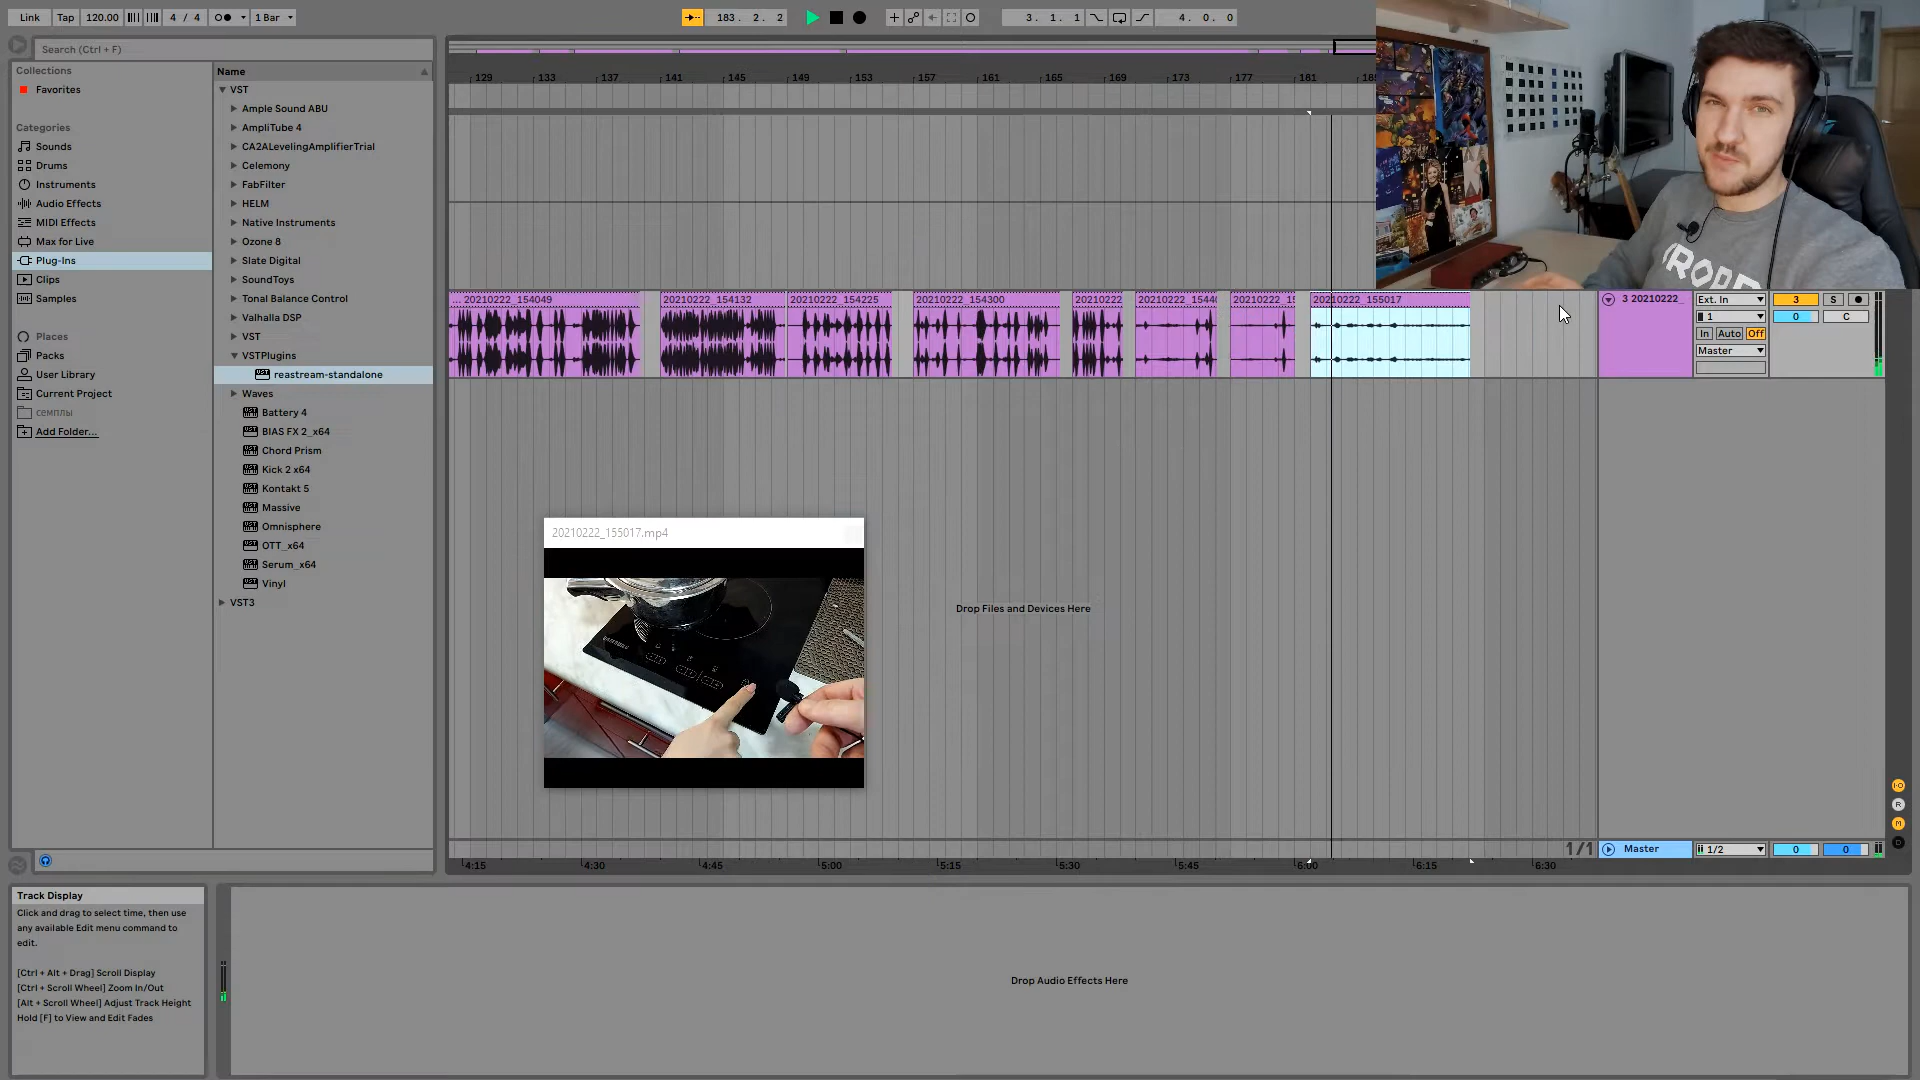 Link Tap 120.00 4 / 4 1 Bar
183. 2. 2
3. 1. 1
4. 0. 0
Search (Ctrl + F)
Collections
Favorites
Categories
Sounds
Drums
Instruments
Audio Effects
MIDI Effects
Max for Live
Plug-Ins
Clips
Samples
Places
Packs
User Library
Current Project
семплы
Add Folder...
Name
VST
Ample Sound ABU
AmpliTube 4
CA2ALevelingAmplifierTrial
Celemony
FabFilter
HELM
Native Instruments
Ozone 8
Slate Digital
SoundToys
Tonal Balance Control
Valhalla DSP
VST
VSTPlugins
reastream-standalone
Waves
Battery 4
BIAS FX 2_x64
Chord Prism
Kick 2 x64
Kontakt 5
Massive
Omnisphere
OTT_x64
Serum_x64
Vinyl
VST3
129 133 137 141 145 149 153 157 161 165 169 173 177 181
... 20210222_154049 20210222_154132 20210222_154225 20210222_154300 20210222 20210222_1544 20210222_15 20210222_155017
3 20210222_
Ext. In
1
In Auto Off
Master
3 S
0 C
20210222_155017.mp4
SAMSUNG
Drop Files and Devices Here
1/1
Master
1/2
0 0
4:15 4:30 4:45 5:00 5:15 5:30 5:45 6:00 6:15 6:30
Track Display
Click and drag to select time, then use
any available Edit menu command to
edit.
[Ctrl + Alt + Drag] Scroll Display
[Ctrl + Scroll Wheel] Zoom In/Out
[Alt + Scroll Wheel] Adjust Track Height
Hold [F] to View and Edit Fades
Drop Audio Effects Here